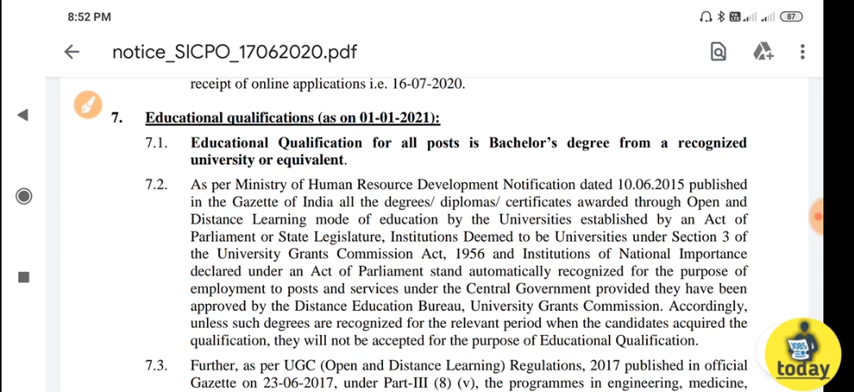 8:52 PM
87
notice_SICPO_17062020.pdf
receipt of online applications i.e. 16-07-2020.
7. Educational qualifications (as on 01-01-2021):
7.1. Educational Qualification for all posts is Bachelor's degree from a recognized
university or equivalent.
7.2. As per Ministry of Human Resource Development Notification dated 10.06.2015 published
in the Gazette of India all the degrees/ diplomas/ certificates awarded through Open and
Distance Learning mode of education by the Universities established by an Act of
Parliament or State Legislature, Institutions Deemed to be Universities under Section 3 of
the University Grants Commission Act, 1956 and Institutions of National Importance
declared under an Act of Parliament stand automatically recognized for the purpose of
employment to posts and services under the Central Government provided they have been
approved by the Distance Education Bureau, University Grants Commission. Accordingly,
unless such degrees are recognized for the relevant period when the candidates acquired the
qualification, they will not be accepted for the purpose of Educational Qualification.
7.3. Further, as per UGC (Open and Distance Learning) Regulations, 2017 published in official
Gazette on 23-06-2017, under Part-III (8) (v), the programmes in engineering, medicine,
JOBS
today